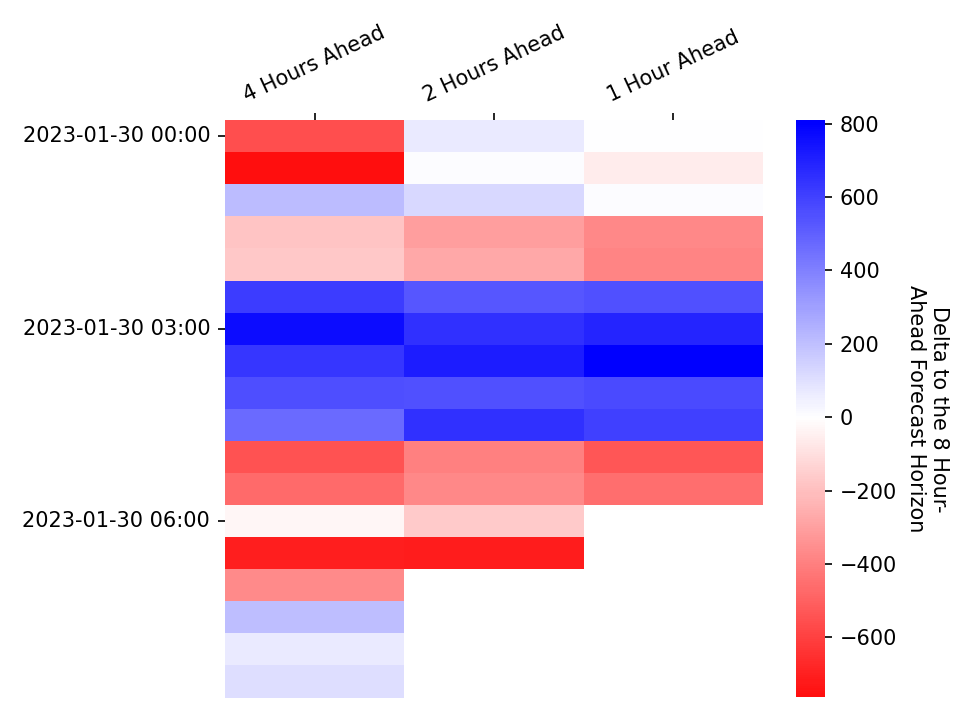 4 Hours Ahead
2 Hours Ahead
1 Hour Ahead
2023-01-30 00:00
2023-01-30 03:00
2023-01-30 06:00
800
600
400
200
0
−200
−400
−600
Delta to the 8 Hour-
Ahead Forecast Horizon